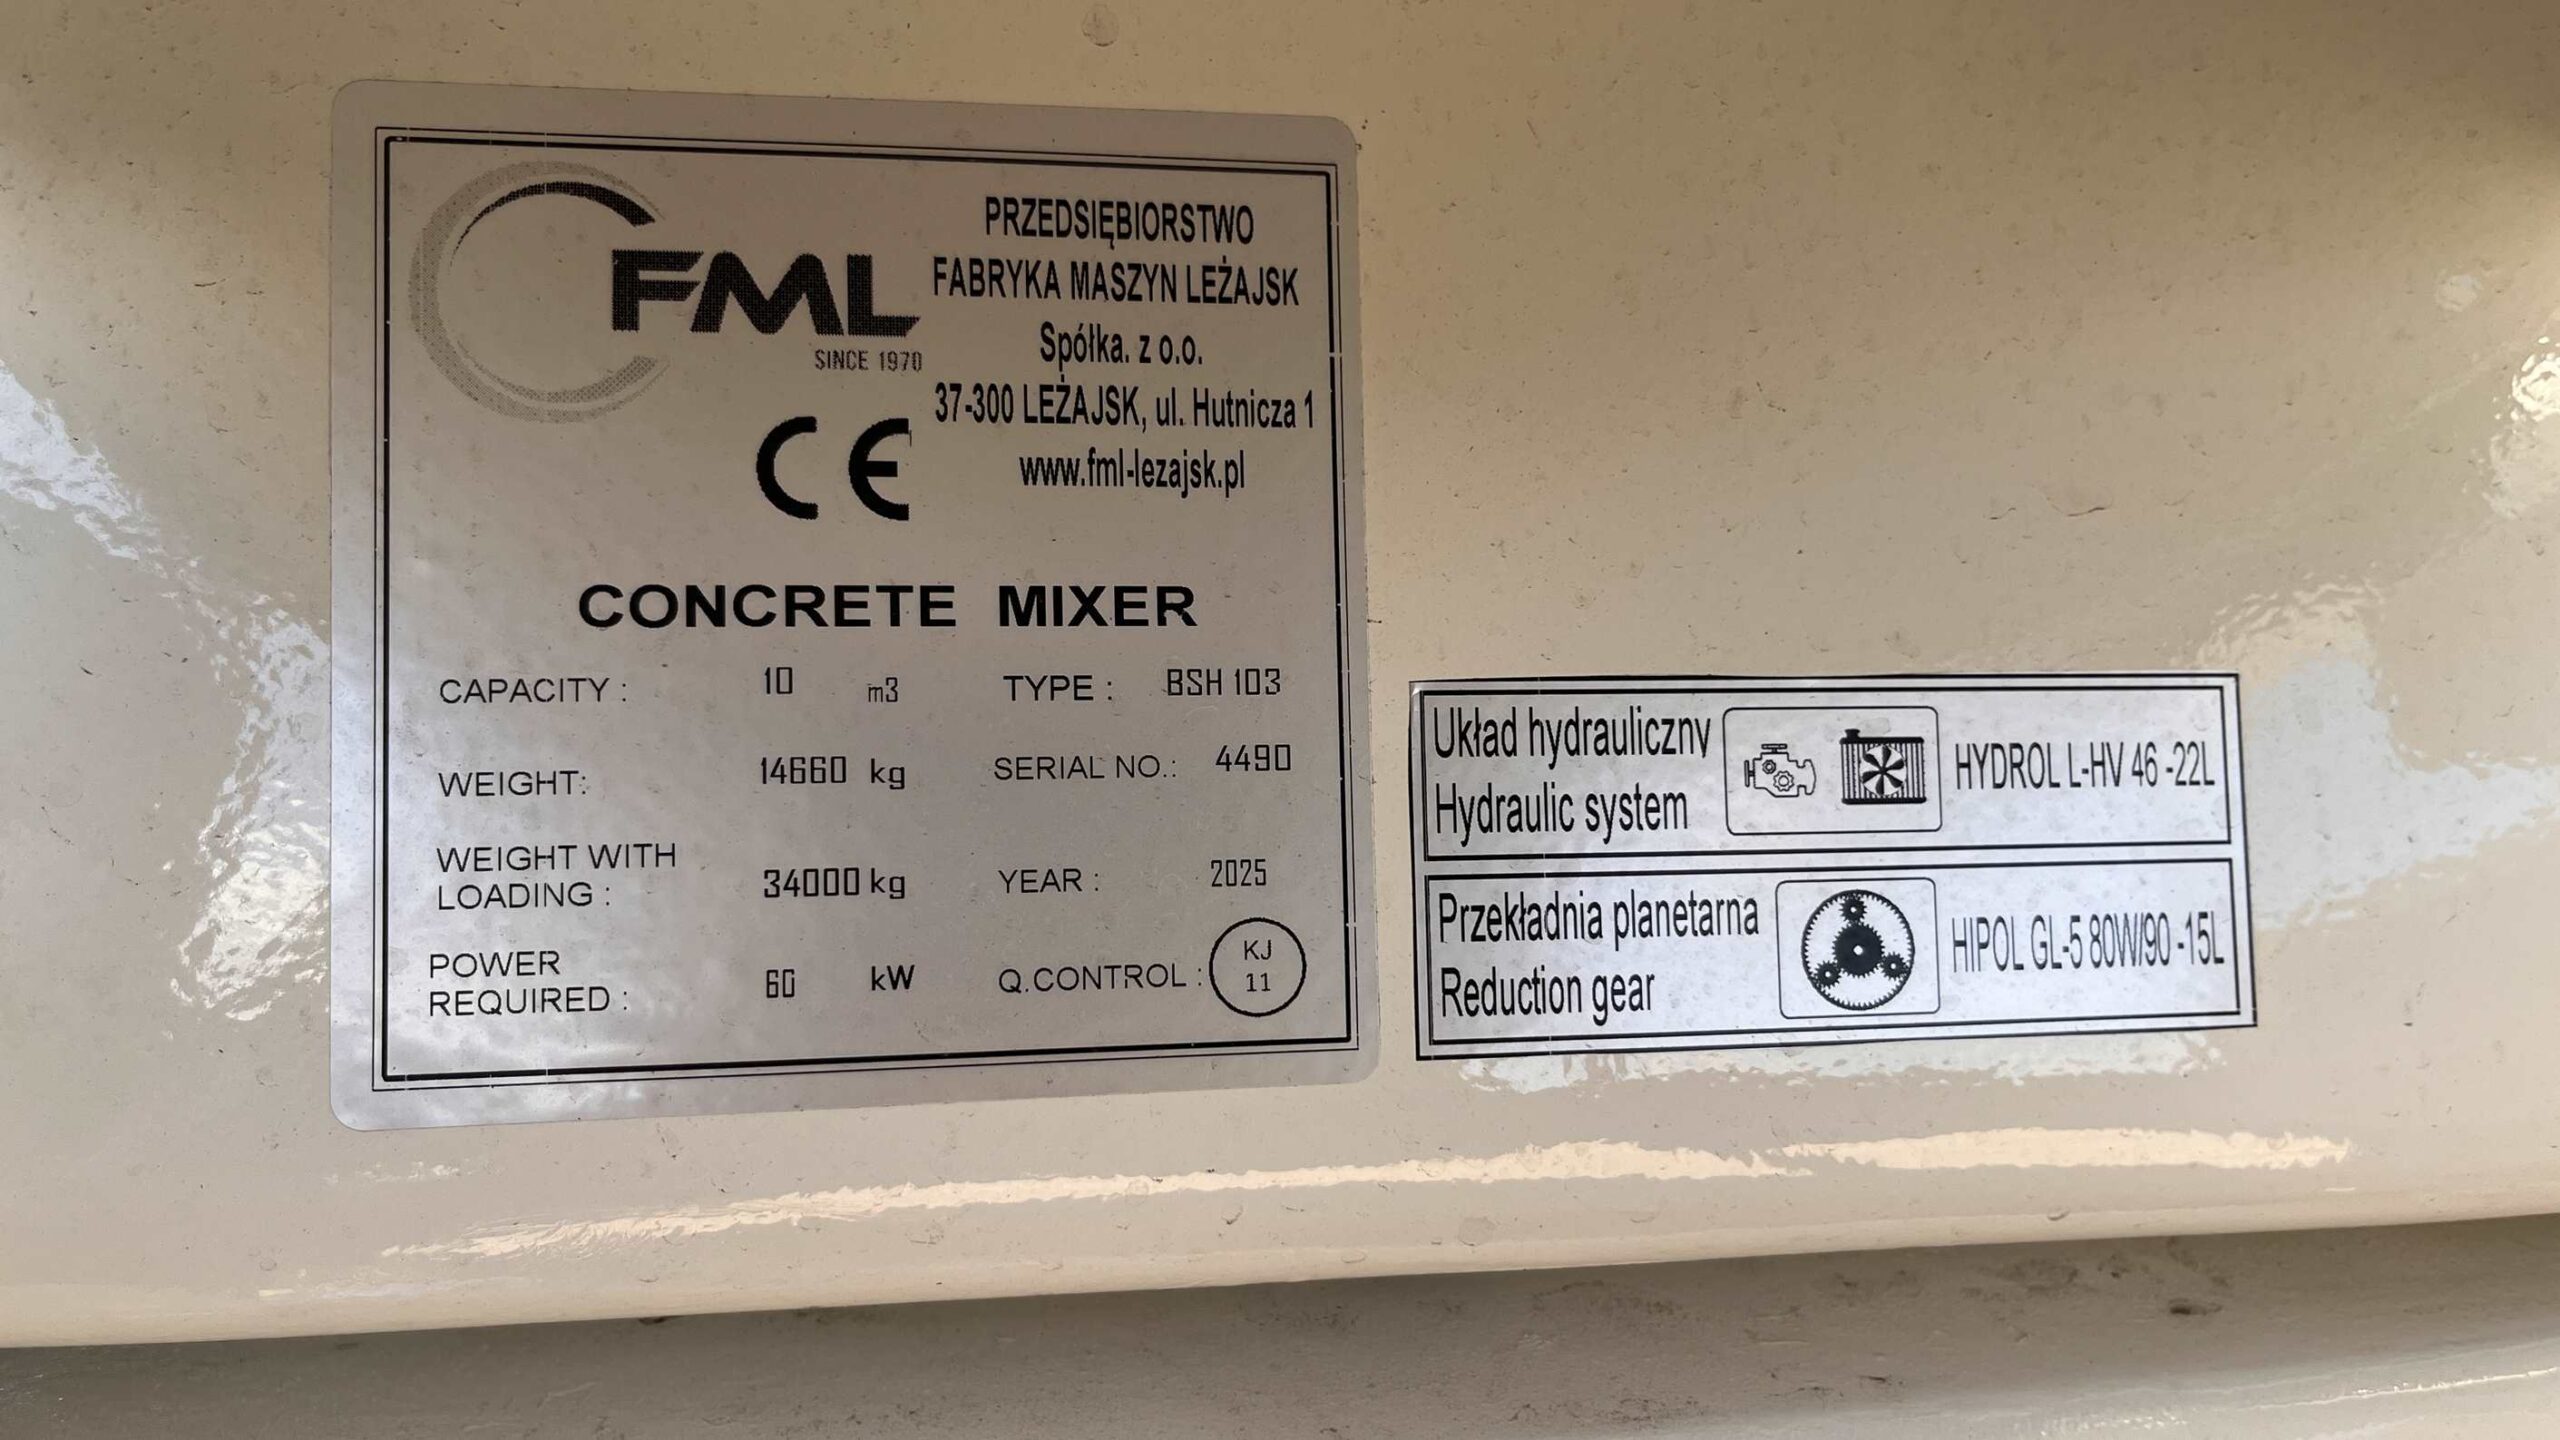 FML
SINCE 1970
PRZEDSIĘBIORSTWO
FABRYKA MASZYN LEŻAJSK
Spółka. z o.o.
37-300 LEŻAJSK, ul. Hutnicza 1
www.fml-lezajsk.pl
CE
CONCRETE MIXER
CAPACITY : 10 m3 TYPE : BSH 103
WEIGHT: 14660 kg SERIAL NO.: 4490
WEIGHT WITH
LOADING : 34000 kg YEAR : 2025
POWER
REQUIRED : 60 kW Q.CONTROL : KJ
11
Układ hydrauliczny
Hydraulic system
HYDROL L-HV 46 -22L
Przekładnia planetarna
Reduction gear
HIPOL GL-5 80W/90 -15L